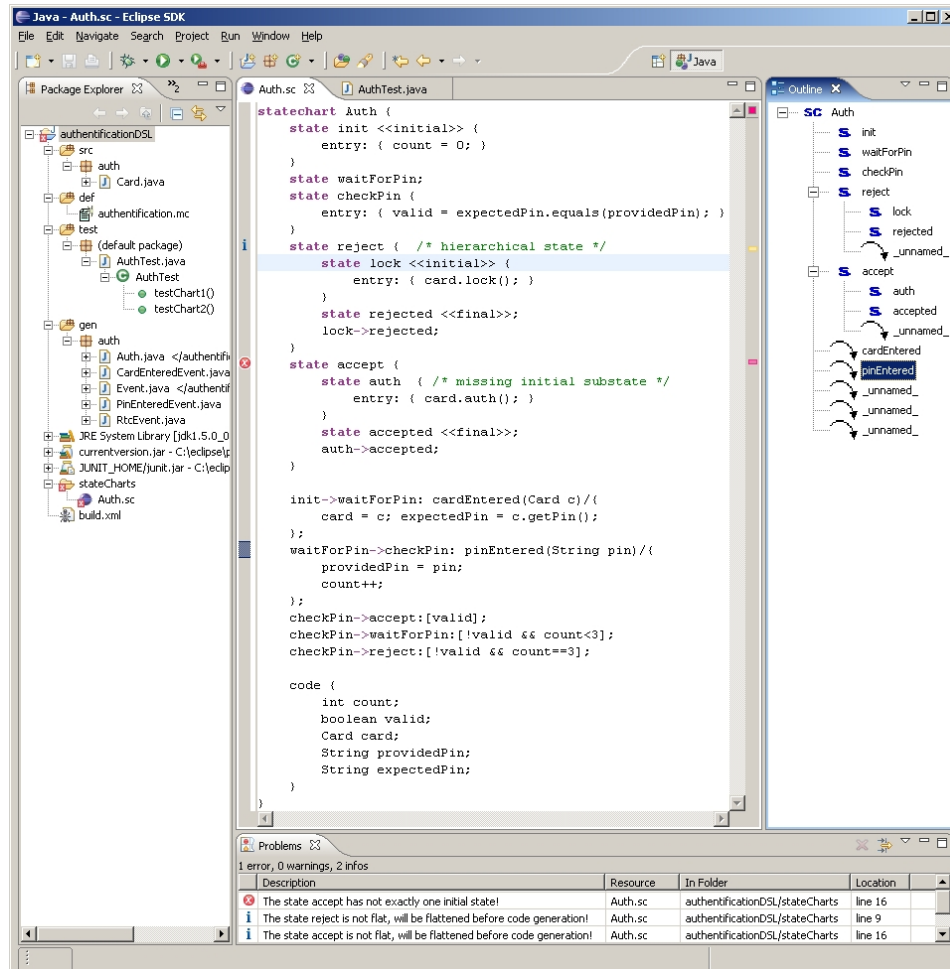 Java - Auth.sc - Eclipse SDK
File Edit Navigate Search Project Run Window Help
Java
Package Explorer
2
authentificationDSL
src
auth
Card.java
def
authentification.mc
test
(default package)
AuthTest.java
AuthTest
testChart1()
testChart2()
gen
auth
Auth.java </authentifi
CardEnteredEvent.java
Event.java </authentif
PinEnteredEvent.java
RtcEvent.java
JRE System Library [jdk1.5.0_0
currentversion.jar - C:\eclipse\p
JUNIT_HOME/junit.jar - C:\eclip
stateCharts
Auth.sc
build.xml
Auth.sc AuthTest.java
statechart Auth {
state init <<initial>> {
entry: { count = 0; }
}
state waitForPin;
state checkPin {
entry: { valid = expectedPin.equals(providedPin); }
}
state reject { /* hierarchical state */
state lock <<initial>> {
entry: { card.lock(); }
}
state rejected <<final>>;
lock->rejected;
}
state accept {
state auth { /* missing initial substate */
entry: { card.auth(); }
}
state accepted <<final>>;
auth->accepted;
}
init->waitForPin: cardEntered(Card c)/{
card = c; expectedPin = c.getPin();
};
waitForPin->checkPin: pinEntered(String pin)/{
providedPin = pin;
count++;
};
checkPin->accept:[valid];
checkPin->waitForPin:[!valid && count<3];
checkPin->reject:[!valid && count==3];
code {
int count;
boolean valid;
Card card;
String providedPin;
String expectedPin;
}
}
Outline
SC Auth
S init
S waitForPin
S checkPin
S reject
S lock
S rejected
_unnamed_
S accept
S auth
S accepted
_unnamed_
cardEntered
pinEntered
_unnamed_
_unnamed_
_unnamed_
Problems
1 error, 0 warnings, 2 infos
Description Resource In Folder Location
The state accept has not exactly one initial state! Auth.sc authentificationDSL/stateCharts line 16
i The state reject is not flat, will be flattened before code generation! Auth.sc authentificationDSL/stateCharts line 9
i The state accept is not flat, will be flattened before code generation! Auth.sc authentificationDSL/stateCharts line 16